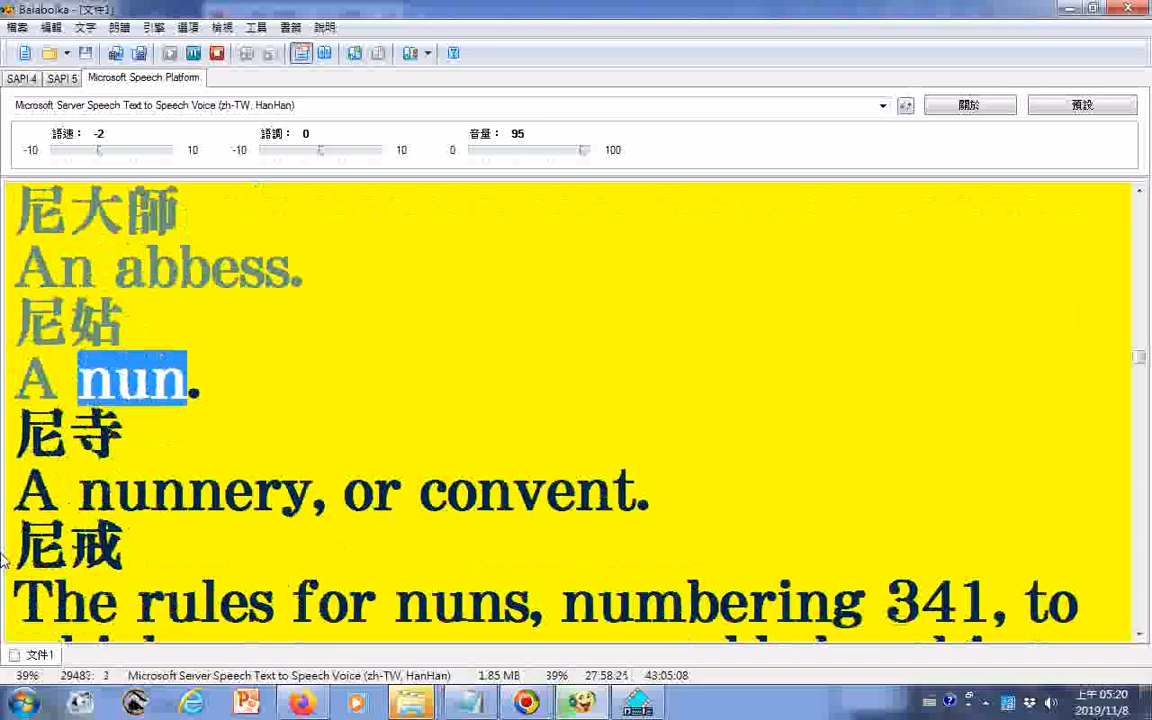 Balabolka - [文件1]
檔案 編輯 文字 朗讀 引擎 選項 檢視 工具 書籤 說明
SAPI 4 SAPI 5 Microsoft Speech Platform
Microsoft Server Speech Text to Speech Voice (zh-TW, HanHan) 關於 預設
語速： -2 語調： 0 音量： 95
-10 10 -10 10 0 100
尼大師
An abbess.
尼姑
A nun.
尼寺
A nunnery, or convent.
尼戒
The rules for nuns, numbering 341, to
文件1
39% Microsoft Server Speech Text to Speech Voice (zh-TW, HanHan) 1.85 MB 39% 27:58:25 43:05:08
上午 05:20
2019/11/8